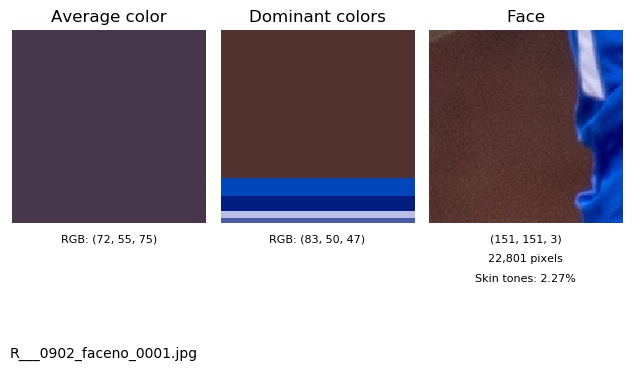 Average color
Dominant colors
Face
RGB: (72, 55, 75)
RGB: (83, 50, 47)
(151, 151, 3)
22,801 pixels
Skin tones: 2.27%
R___0902_faceno_0001.jpg